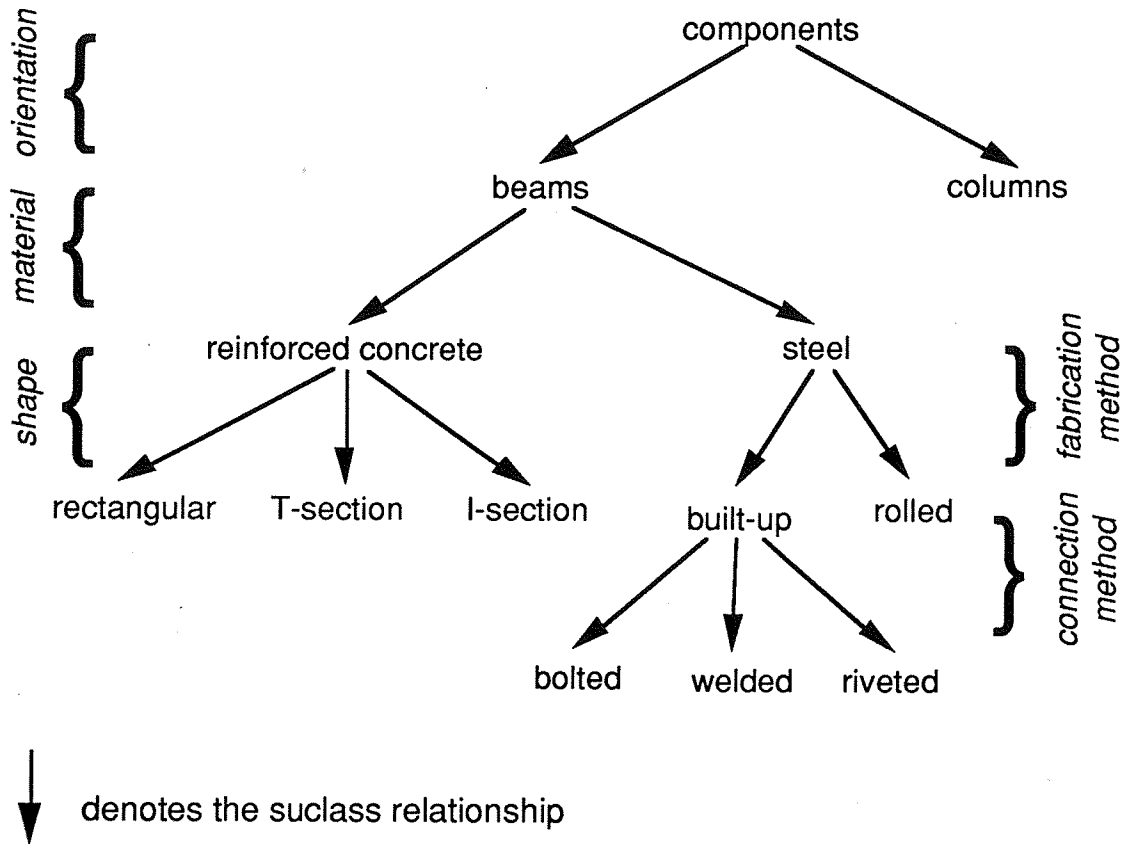 components
orientation
beams
columns
material
reinforced concrete
steel
shape
fabrication
method
rectangular
T-section
I-section
built-up
rolled
connection
method
bolted
welded
riveted
denotes the suclass relationship